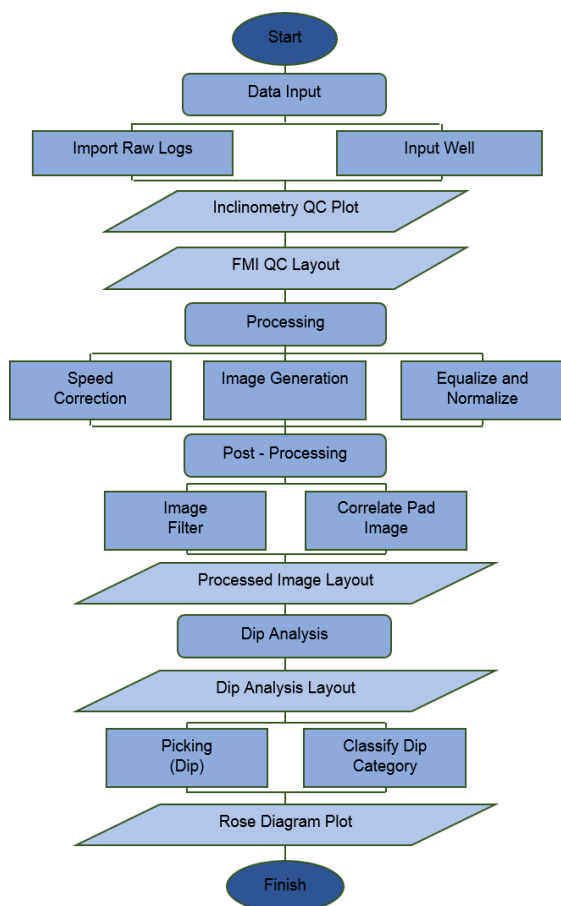 Start
Data Input
Import Raw Logs
Input Well
Inclinometry QC Plot
FMI QC Layout
Processing
Speed
Correction
Image Generation
Equalize and
Normalize
Post - Processing
Image
Filter
Correlate Pad
Image
Processed Image Layout
Dip Analysis
Dip Analysis Layout
Picking
(Dip)
Classify Dip
Category
Rose Diagram Plot
Finish